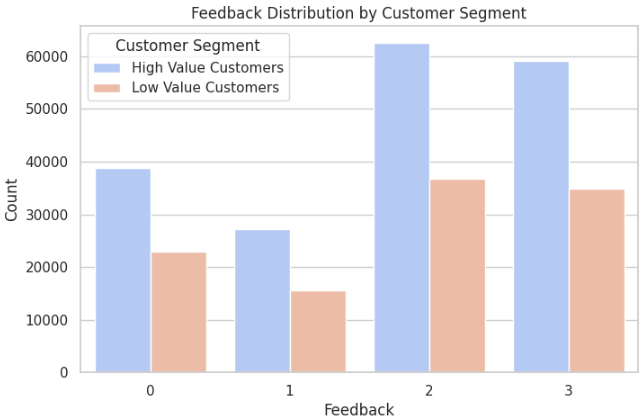 Feedback Distribution by Customer Segment
Customer Segment
High Value Customers
Low Value Customers
Count
60000
50000
40000
30000
20000
10000
0
0 1 2 3
Feedback